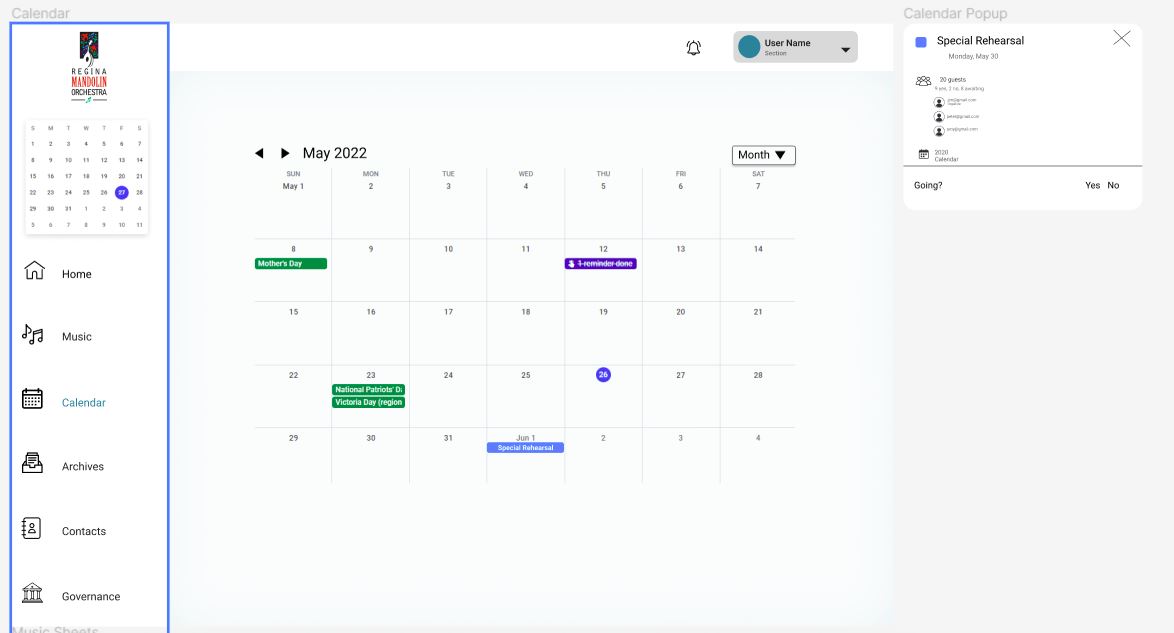 Calendar
REGINA
MANDOLIN
ORCHESTRA
S M T W T F S
1 2 3 4 5 6 7
8 9 10 11 12 13 14
15 16 17 18 19 20 21
22 23 24 25 26 27 28
29 30 31 1 2 3 4
5 6 7 8 9 10 11
Home
Music
Calendar
Archives
Contacts
Governance
Music Sheets
User Name
Section
May 2022
Month
SUN MON TUE WED THU FRI SAT
May 1 2 3 4 5 6 7
8 9 10 11 12 13 14
Mother's Day
1 reminder done
15 16 17 18 19 20 21
22 23 24 25 26 27 28
National Patriots' Da
Victoria Day (region
29 30 31 Jun 1 2 3 4
Special Rehearsal
Calendar Popup
Special Rehearsal
Monday, May 30
20 guests
9 yes, 2 no, 8 awaiting
jim@gmail.com
peter@gmail.com
2020
Calendar
Going?
Yes No